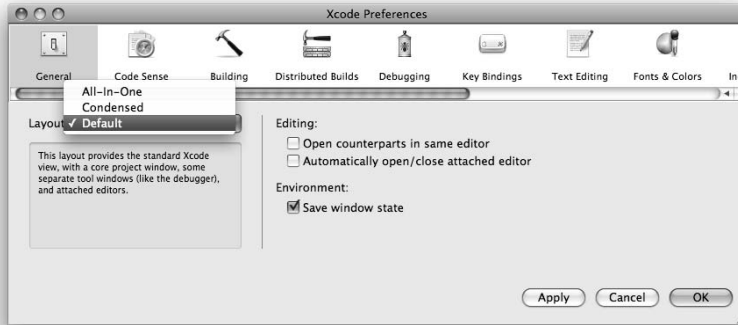 Xcode Preferences
General Code Sense Building Distributed Builds Debugging Key Bindings Text Editing Fonts & Colors In
All-In-One
Condensed
Layout ✓ Default
This layout provides the standard Xcode
view, with a core project window, some
separate tool windows (like the debugger),
and attached editors.
Editing:
Open counterparts in same editor
Automatically open/close attached editor
Environment:
Save window state
Apply Cancel OK